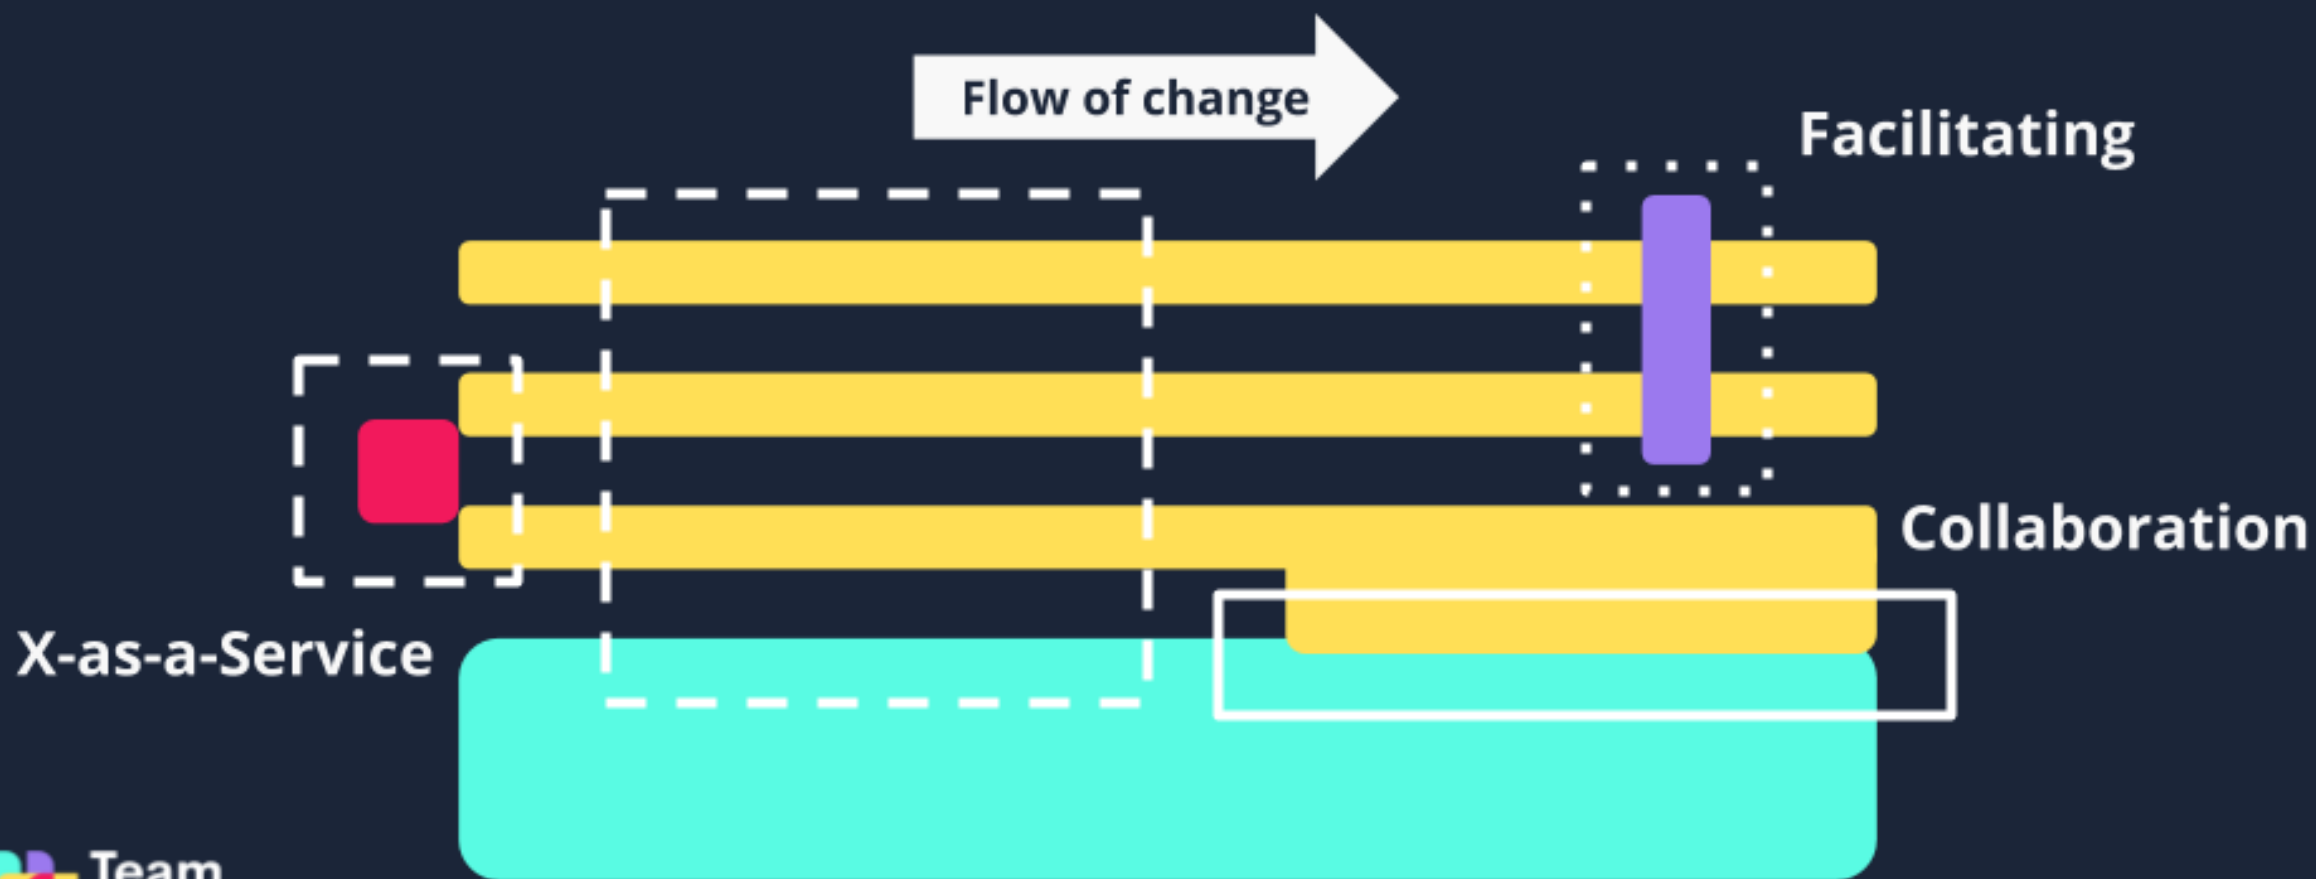 Flow of change
Facilitating
Collaboration
X-as-a-Service
Team